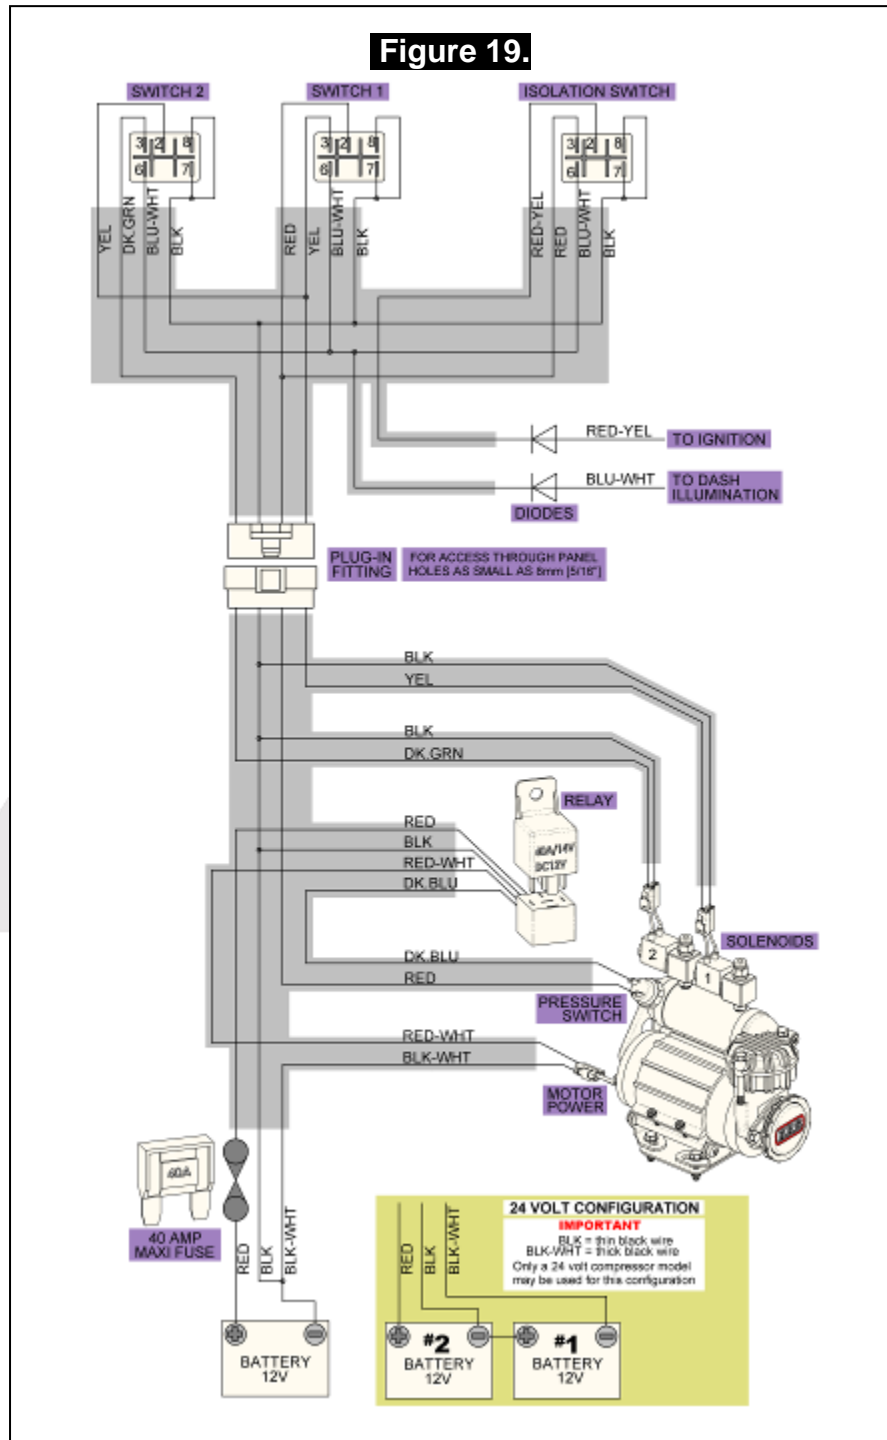 Figure 19.
SWITCH 2
SWITCH 1
ISOLATION SWITCH
3 2 8
6 7
3 2 8
6 7
3 2 8
6 7
YEL
DK.GRN
BLU-WHT
BLK
RED
YEL
BLU-WHT
BLK
RED-YEL
RED
BLU-WHT
BLK
RED-YEL
TO IGNITION
BLU-WHT
TO DASH
ILLUMINATION
DIODES
PLUG-IN
FITTING
FOR ACCESS THROUGH PANEL
HOLES AS SMALL AS 8mm [5/16"]
BLK
YEL
BLK
DK.GRN
RELAY
40A/14V
DC12V
RED
BLK
RED-WHT
DK.BLU
SOLENOIDS
2
1
DK.BLU
RED
PRESSURE
SWITCH
RED-WHT
BLK-WHT
MOTOR
POWER
40A
40 AMP
MAXI FUSE
RED
BLK
BLK-WHT
BATTERY
12V
24 VOLT CONFIGURATION
IMPORTANT
BLK = thin black wire
BLK-WHT = thick black wire
Only a 24 volt compressor model
may be used for this configuration
RED
BLK
BLK-WHT
#2
BATTERY
12V
#1
BATTERY
12V